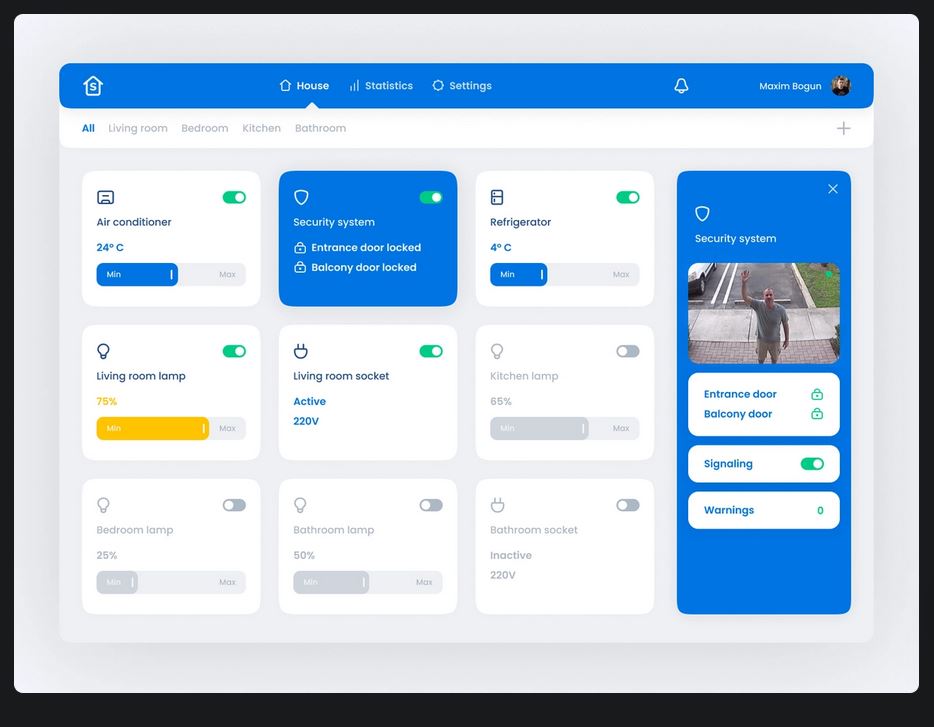 S
House
Statistics
Settings
Maxim Bogun
All
Living room
Bedroom
Kitchen
Bathroom
Air conditioner
24° C
Min
Max
Security system
Entrance door locked
Balcony door locked
Refrigerator
4° C
Min
Max
Living room lamp
75%
Min
Max
Living room socket
Active
220V
Kitchen lamp
65%
Min
Max
Bedroom lamp
25%
Min
Max
Bathroom lamp
50%
Min
Max
Bathroom socket
Inactive
220V
Security system
Entrance door
Balcony door
Signaling
Warnings
0